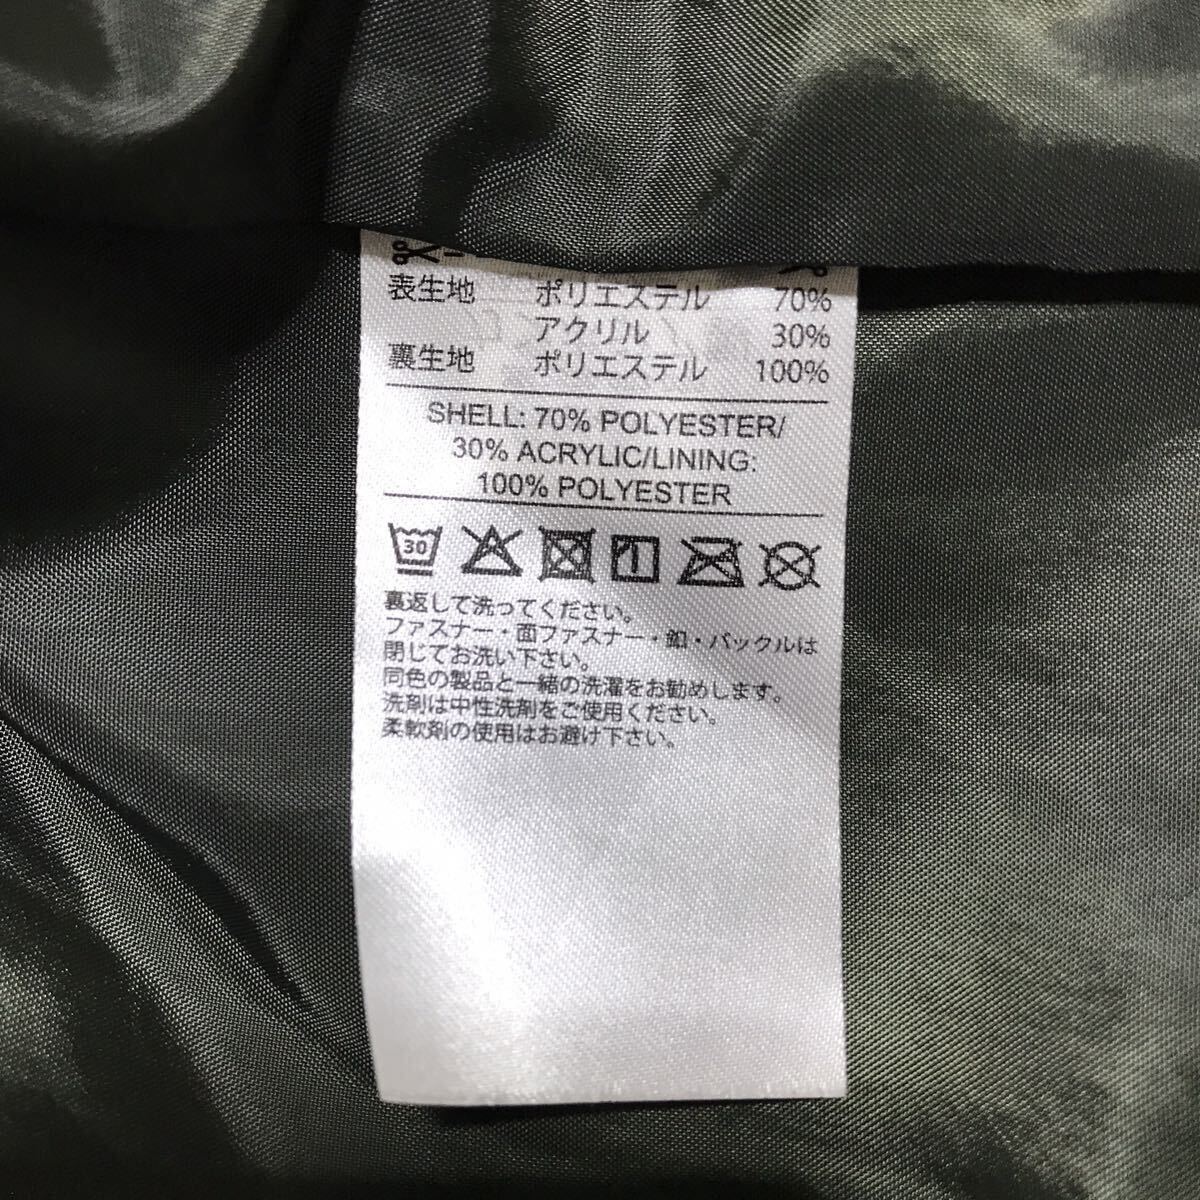 表生地 ポリエステル 70%
アクリル 30%
裏生地 ポリエステル 100%
SHELL: 70% POLYESTER/
30% ACRYLIC/LINING:
100% POLYESTER
30
裏返して洗ってください。
ファスナー・面ファスナー・釦・バックルは
閉じてお洗い下さい。
同色の製品と一緒の洗濯をお勧めします。
洗剤は中性洗剤をご使用ください。
柔軟剤の使用はお避け下さい。